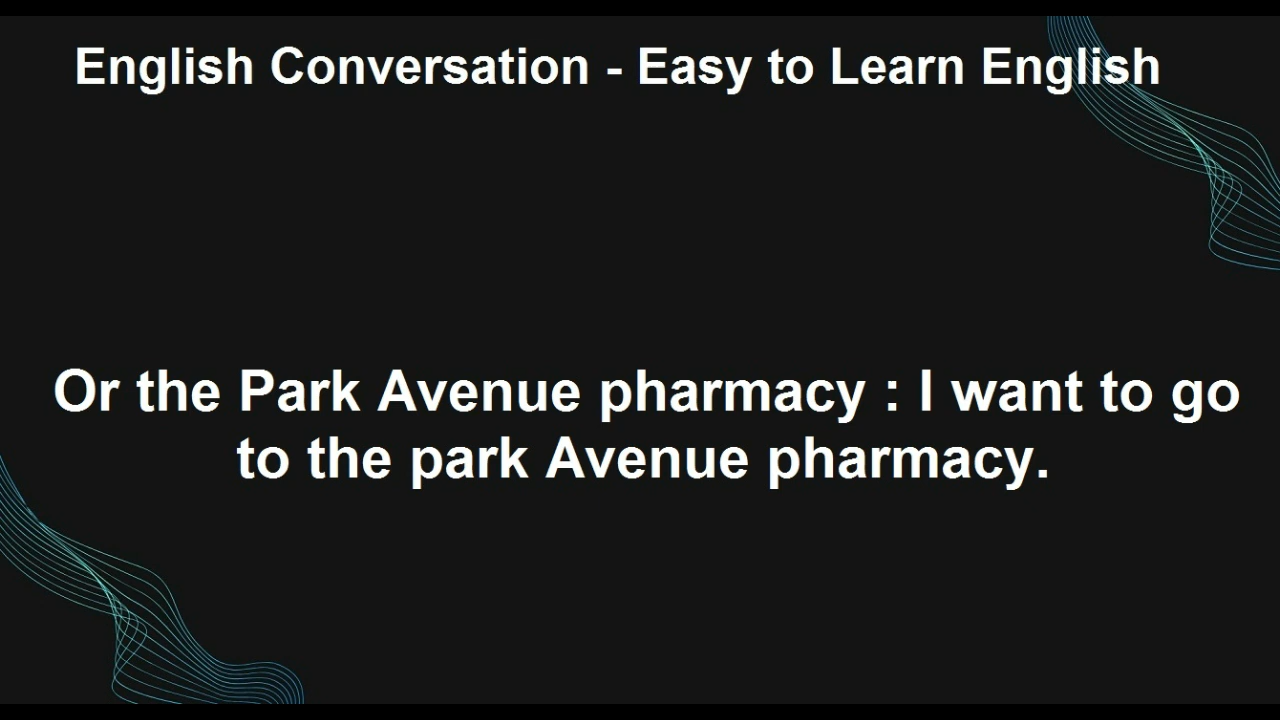 English Conversation - Easy to Learn English
Or the Park Avenue pharmacy : I want to go
to the park Avenue pharmacy.